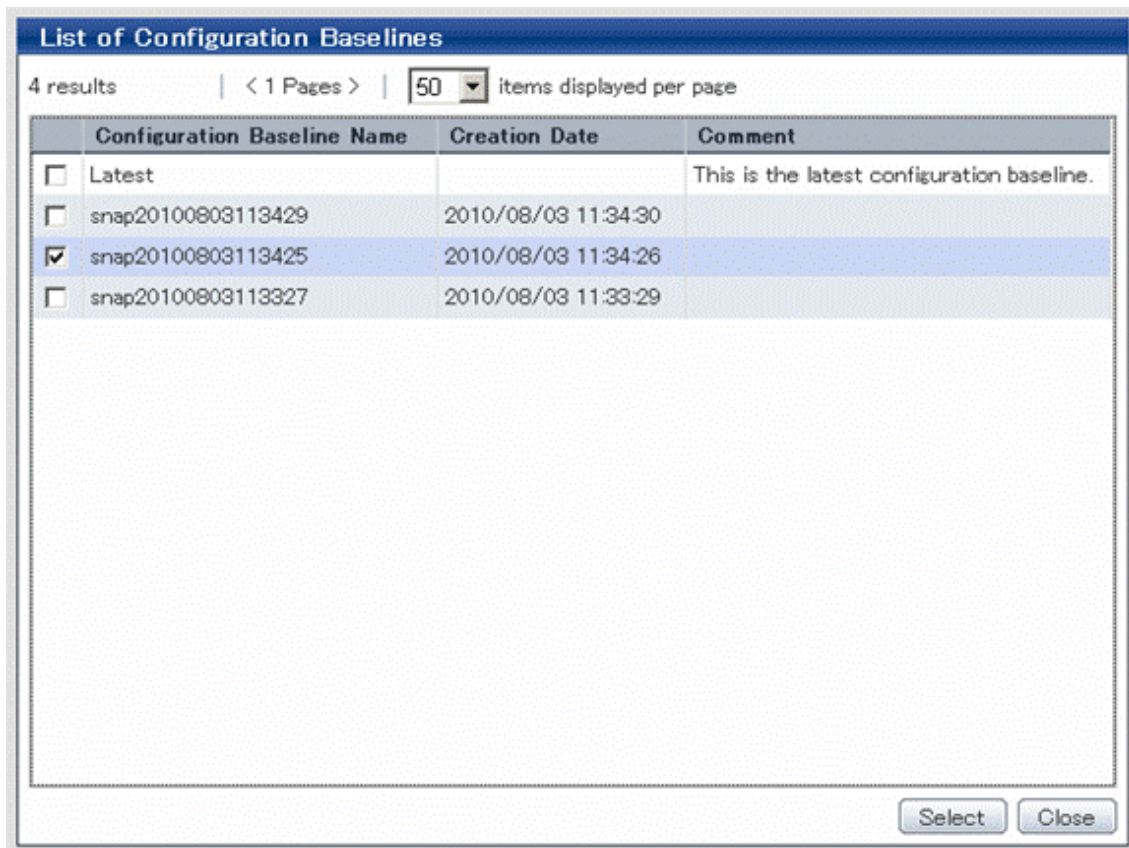 List of Configuration Baselines
4 results | < 1 Pages > | 50 items displayed per page
Configuration Baseline Name Creation Date Comment
Latest This is the latest configuration baseline.
snap20100803113429 2010/08/03 11:34:30
snap20100803113425 2010/08/03 11:34:26
snap20100803113327 2010/08/03 11:33:29
Select Close